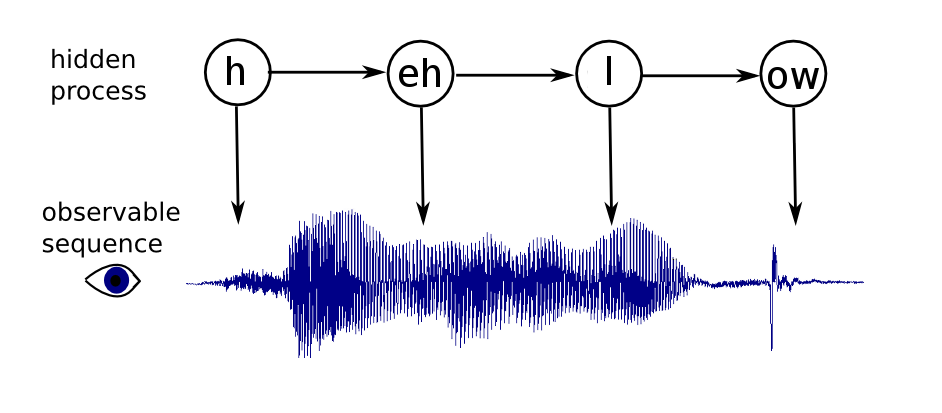 hidden
process
h
eh
l
ow
observable
sequence